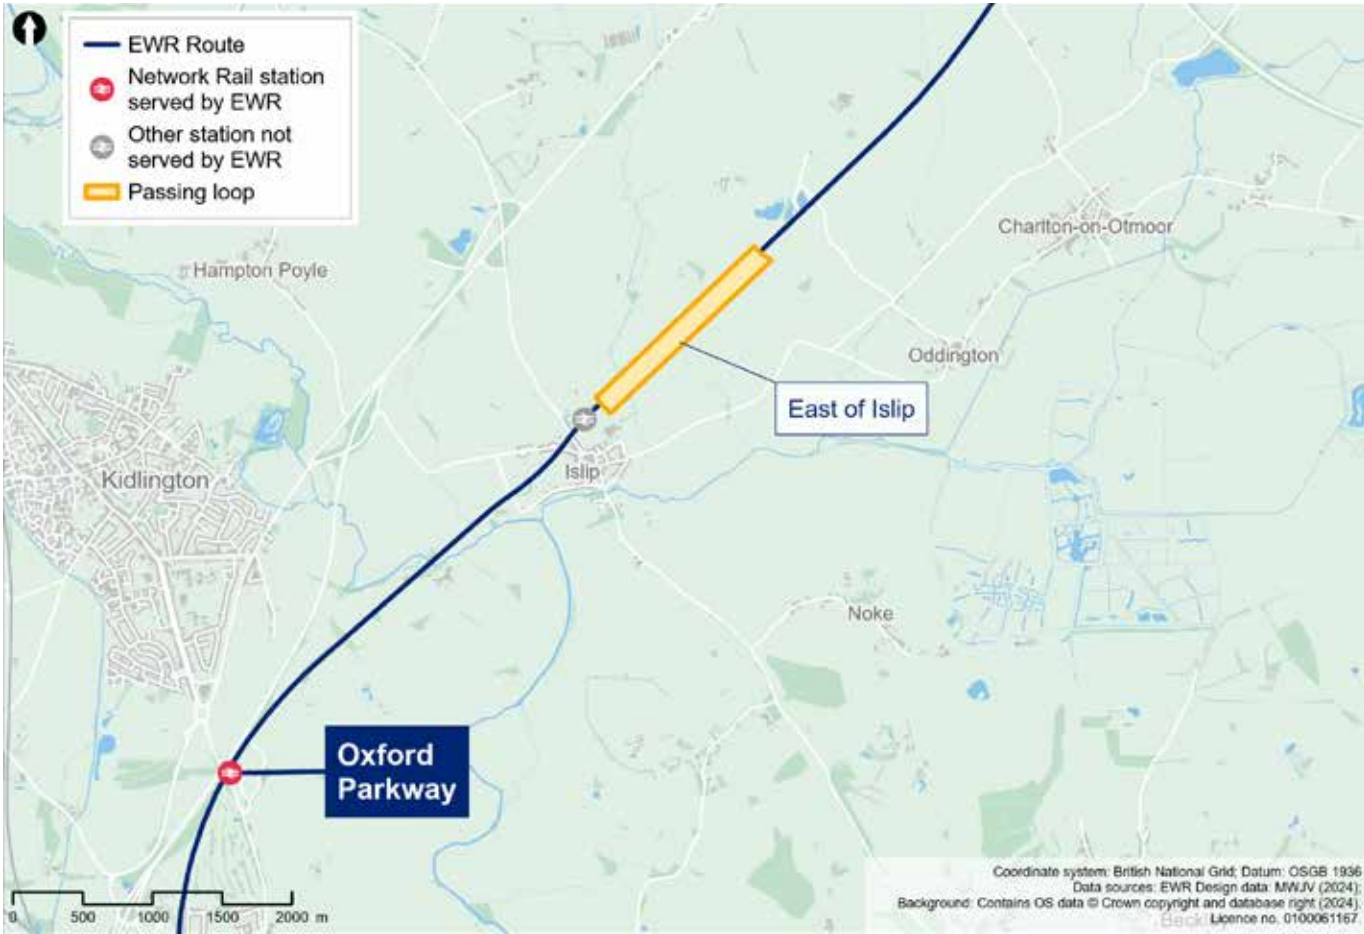 EWR Route
Network Rail station
served by EWR
Other station not
served by EWR
Passing loop
Charlton-on-Otmoor
Hampton Poyle
Oddington
East of Islip
Islip
Kidlington
Noke
Oxford
Parkway
0 500 1000 1500 2000 m
Coordinate system: British National Grid; Datum: OSGB 1936
Data sources: EWR Design data: MWJV (2024);
Background: Contains OS data © Crown copyright and database right (2024).
Licence no. 0100061167.
Beckley